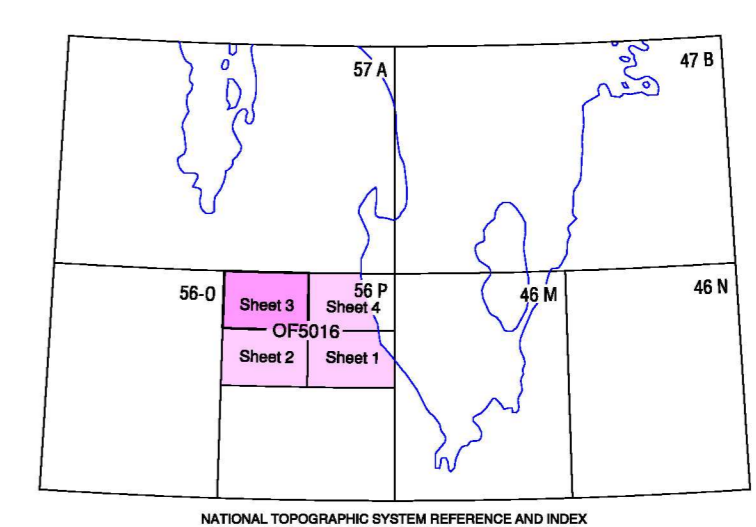 57 A
47 B
56-O
56 P
46 M
46 N
Sheet 3
Sheet 4
OF5016
Sheet 2
Sheet 1
NATIONAL TOPOGRAPHIC SYSTEM REFERENCE AND INDEX